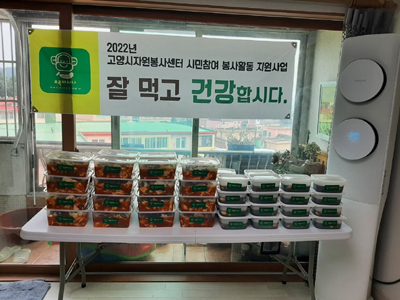 2022년
고양시자원봉사센터 시민참여 봉사활동 지원사업
잘 먹고 건강합시다.